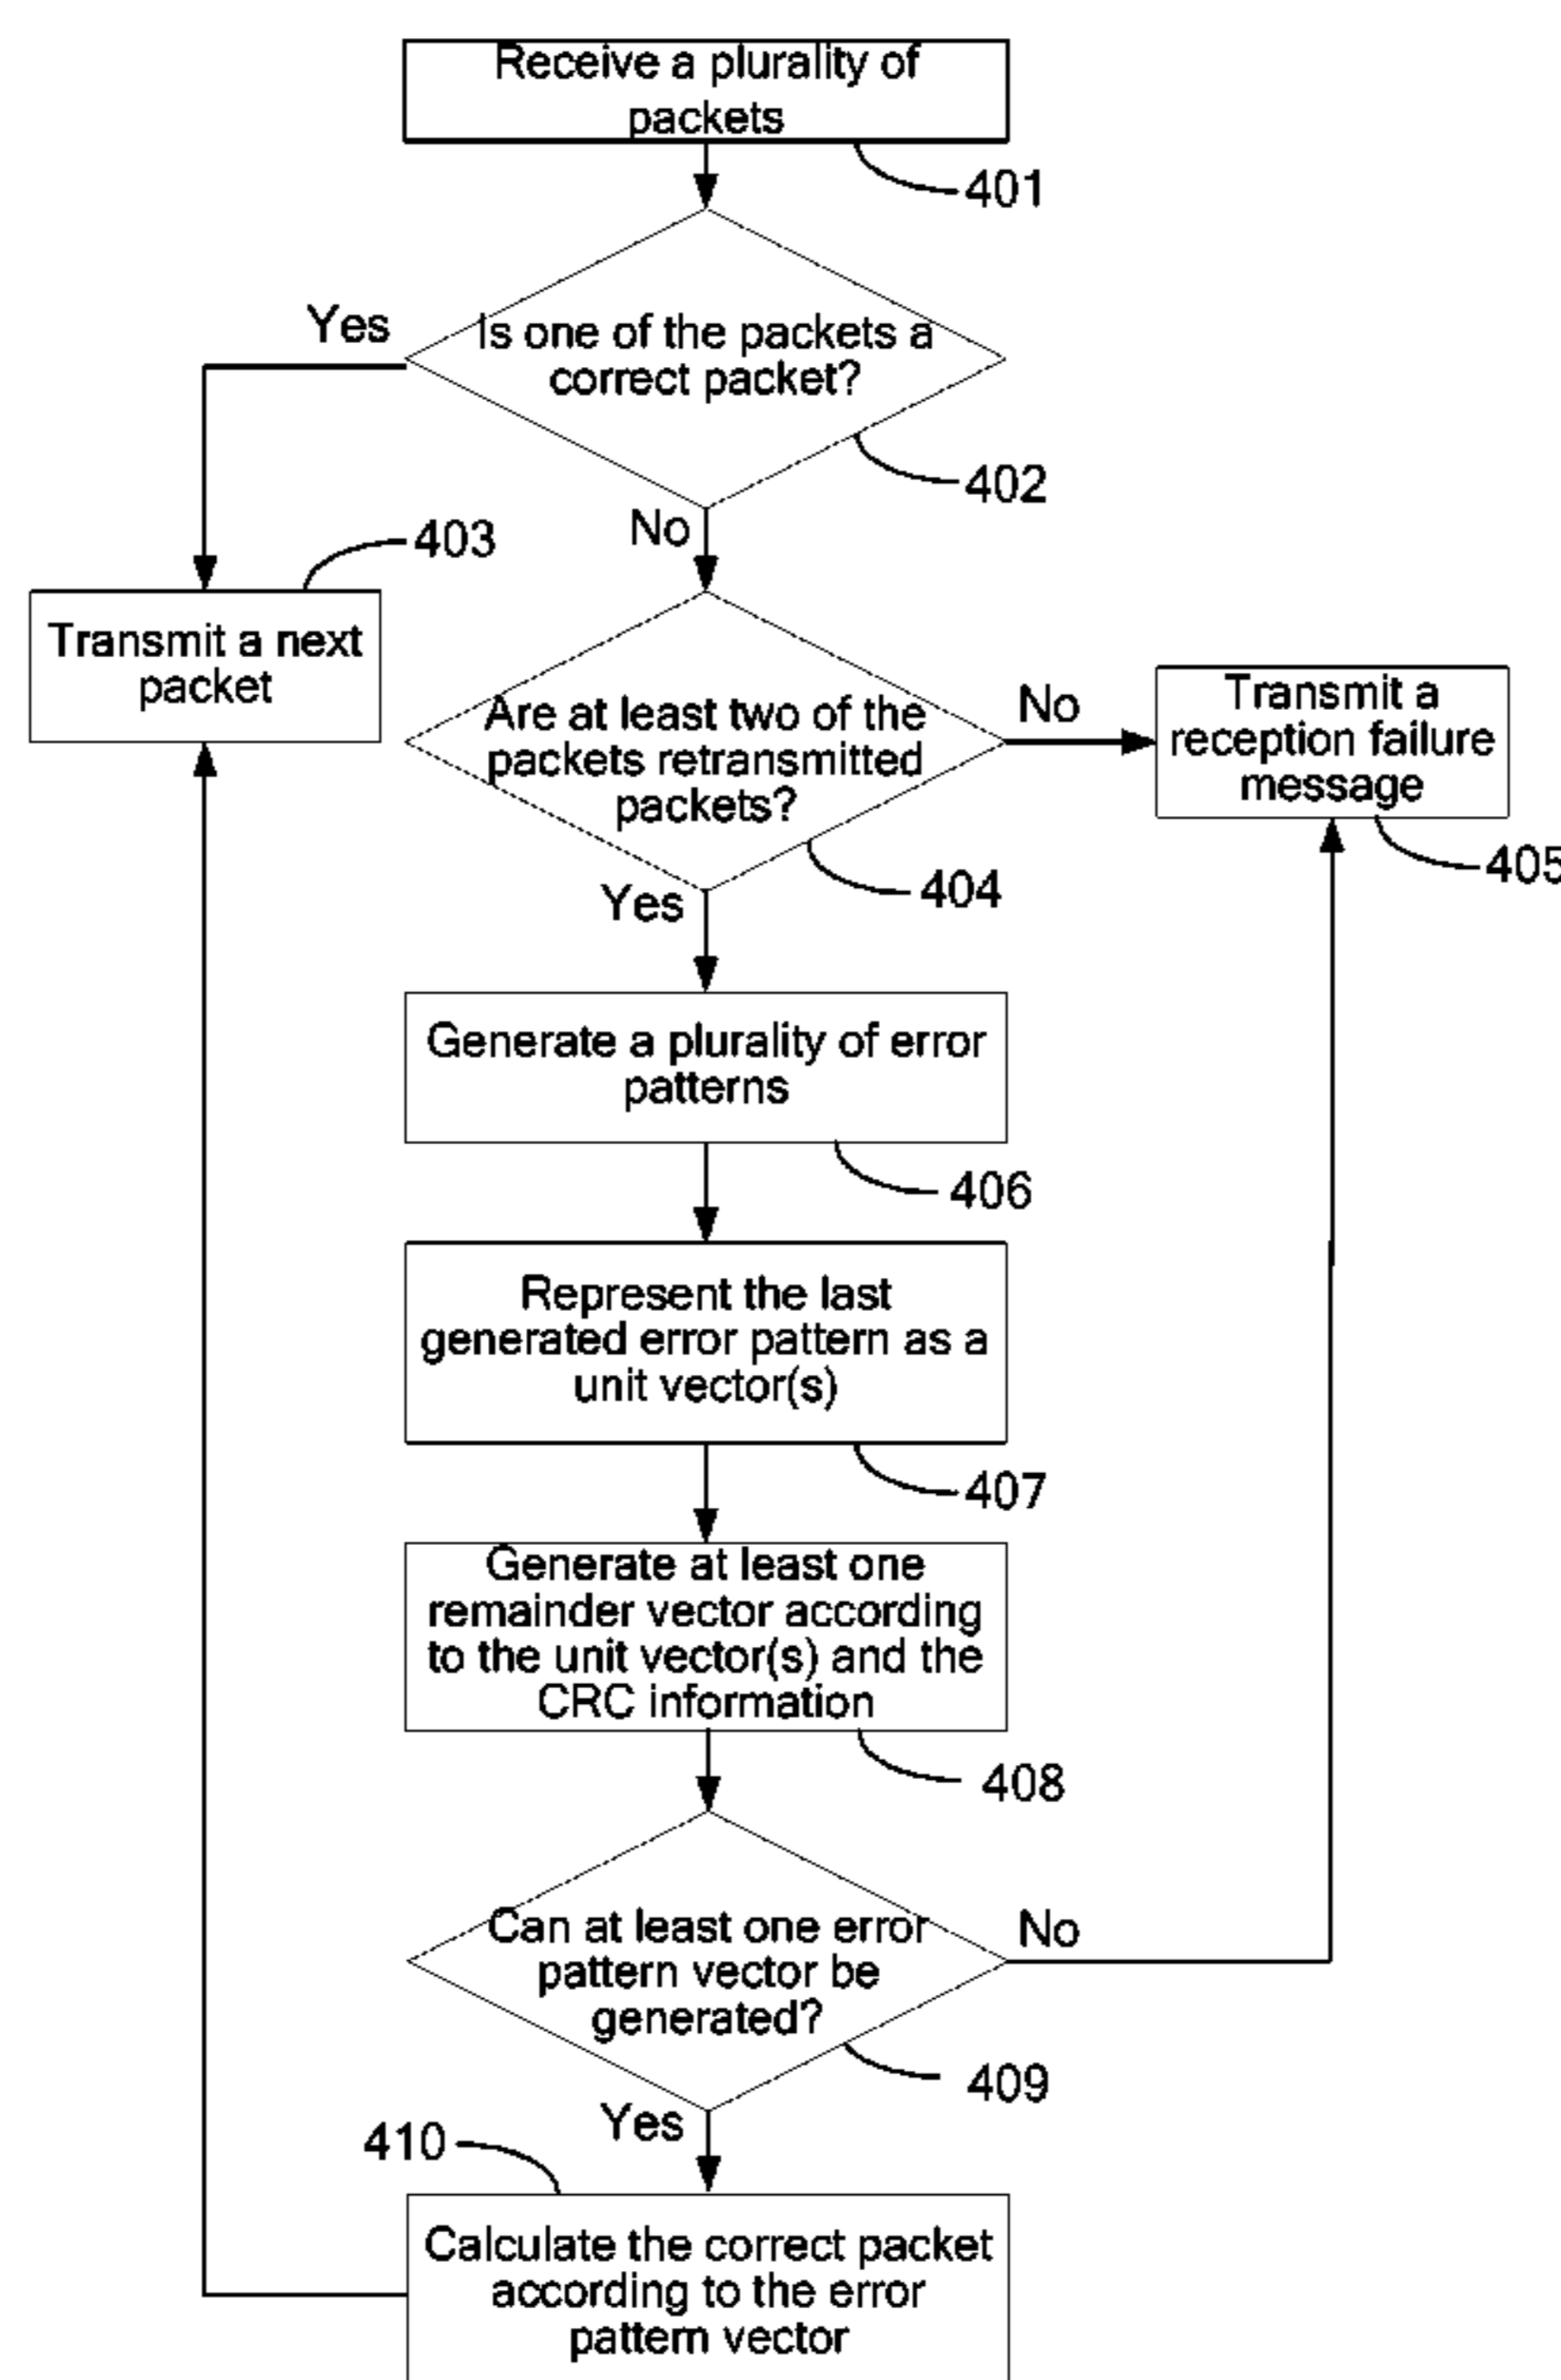 Receive a plurality of
packets
401
Is one of the packets a
correct packet?
Yes
402
No
403
Transmit a next
packet
Are at least two of the
packets retransmitted
packets?
No
Transmit a
reception failure
message
405
404
Yes
Generate a plurality of error
patterns
406
Represent the last
generated error pattern as a
unit vector(s)
407
Generate at least one
remainder vector according
to the unit vector(s) and the
CRC information
408
Can at least one error
pattern vector be
generated?
No
409
Yes
410
Calculate the correct packet
according to the error
pattern vector